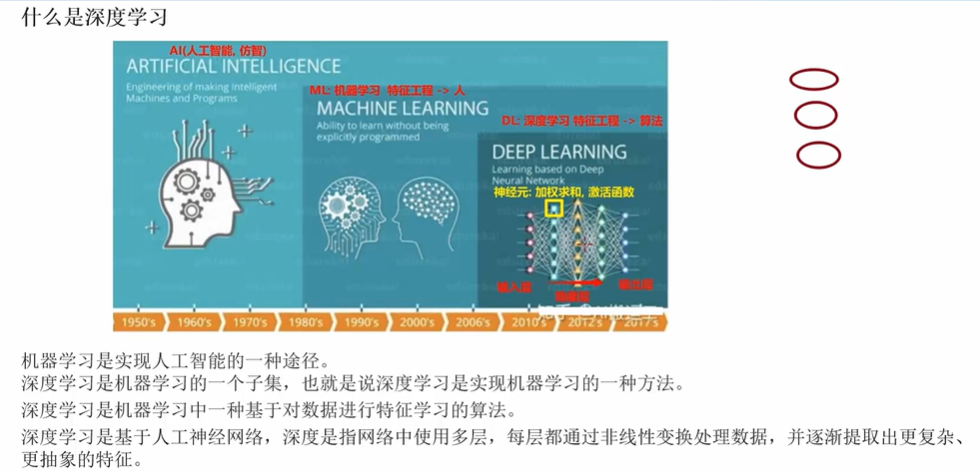 什么是深度学习
AI(人工智能, 仿智)
ARTIFICIAL INTELLIGENCE
Engineering of making Intelligent
Machines and Programs
ML: 机器学习 特征工程 -> 人
MACHINE LEARNING
Ability to learn without being
explicitly programmed
DL: 深度学习 特征工程 -> 算法
DEEP LEARNING
Learning based on Deep
Neural Network
神经元: 加权求和, 激活函数
输入层
隐藏层
输出层
1950's 1960's 1970's 1980's 1990's 2000's 2006's 2010's 2012's 2017's
机器学习是实现人工智能的一种途径。
深度学习是机器学习的一个子集，也就是说深度学习是实现机器学习的一种方法。
深度学习是机器学习中一种基于对数据进行特征学习的算法。
深度学习是基于人工神经网络，深度是指网络中使用多层，每层都通过非线性变换处理数据，并逐渐提取出更复杂、
更抽象的特征。